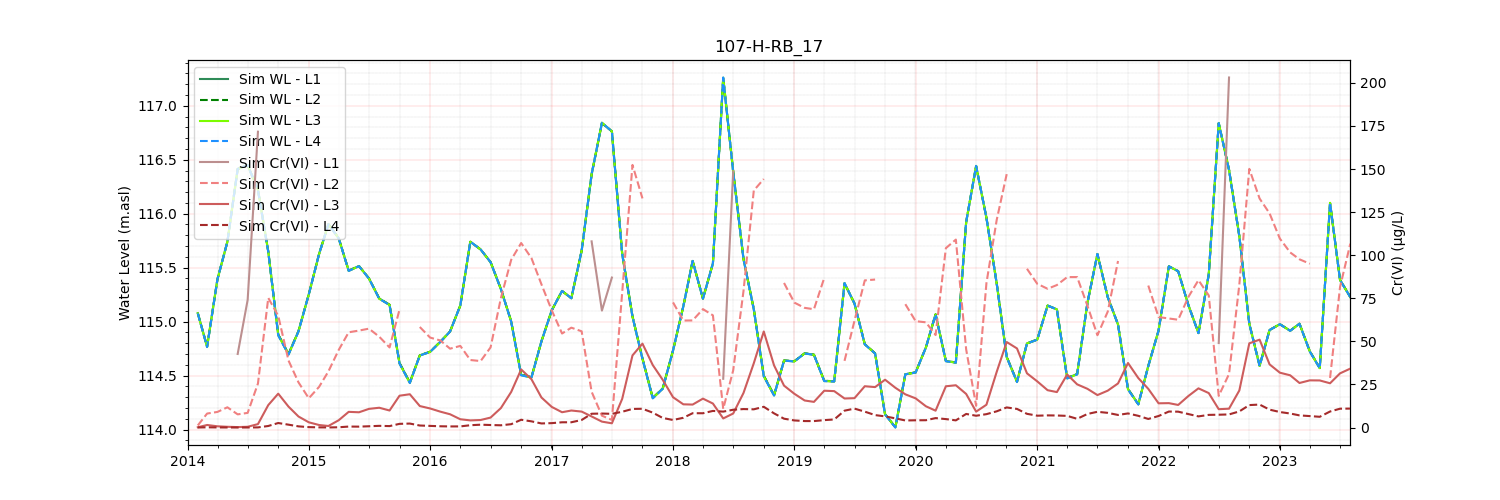 107-H-RB_17
Sim WL - L1
Sim WL - L2
Sim WL - L3
Sim WL - L4
Sim Cr(VI) - L1
Sim Cr(VI) - L2
Sim Cr(VI) - L3
Sim Cr(VI) - L4
Water Level (m.asl)
117.0
116.5
116.0
115.5
115.0
114.5
114.0
200
175
150
125
100
75
50
25
0
Cr(VI) (μg/L)
2014 2015 2016 2017 2018 2019 2020 2021 2022 2023